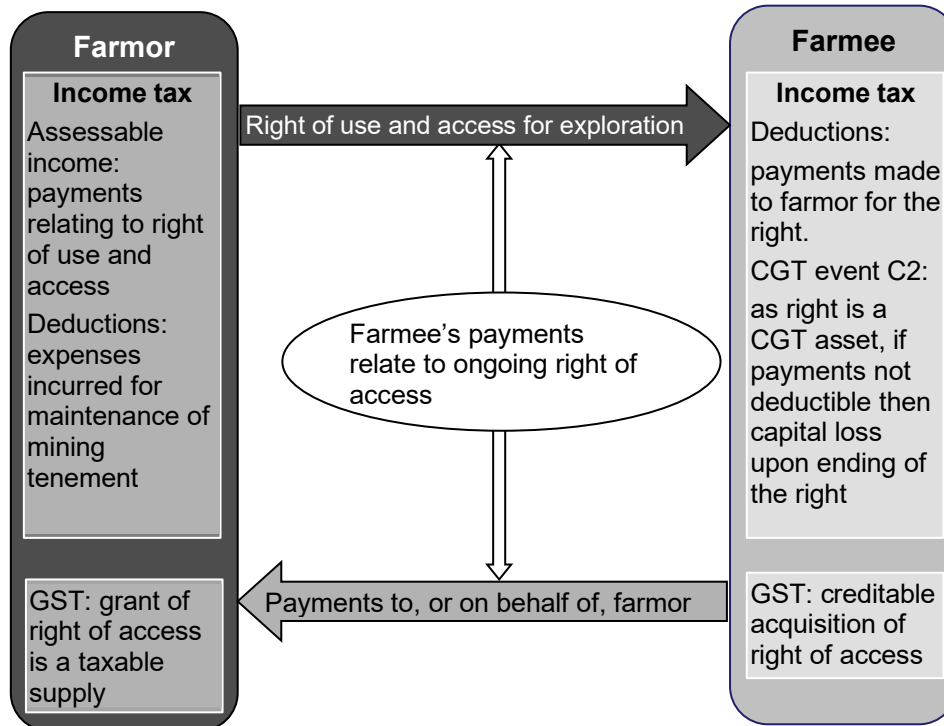 Farmor
Income tax
Assessable
income:
payments
relating to right
of use and
access
Deductions:
expenses
incurred for
maintenance of
mining
tenement
GST: grant of
right of access
is a taxable
supply
Right of use and access for exploration
Farmee’s payments
relate to ongoing right of
access
Payments to, or on behalf of, farmor
Farmee
Income tax
Deductions:
payments made
to farmor for the
right.
CGT event C2:
as right is a
CGT asset, if
payments not
deductible then
capital loss
upon ending of
the right
GST: creditable
acquisition of
right of access